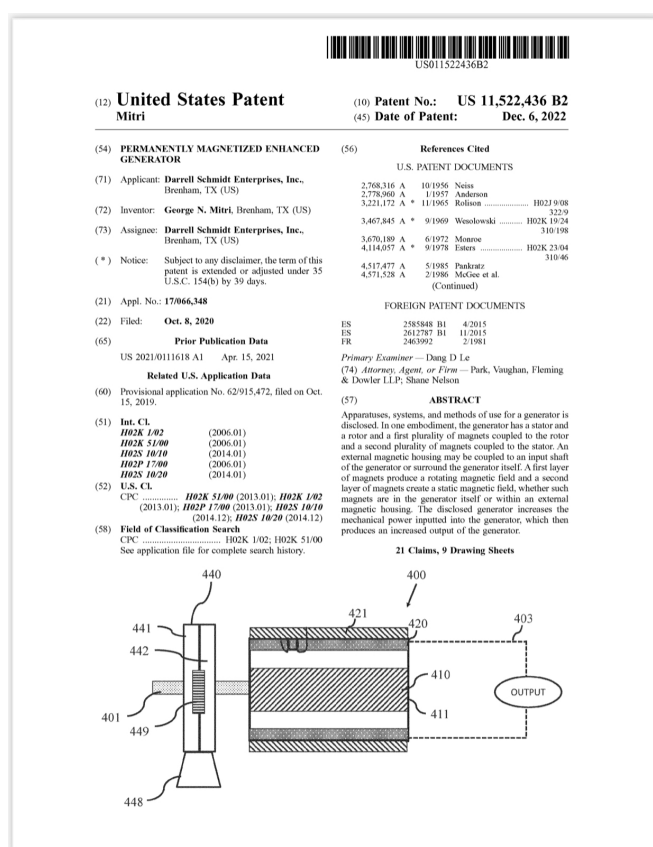 US011522436B2
(12) United States Patent
Mitri
(10) Patent No.: US 11,522,436 B2
(45) Date of Patent: Dec. 6, 2022
(54) PERMANENTLY MAGNETIZED ENHANCED
GENERATOR
(71) Applicant: Darrell Schmidt Enterprises, Inc.,
Brenham, TX (US)
(72) Inventor: George N. Mitri, Brenham, TX (US)
(73) Assignee: Darrell Schmidt Enterprises, Inc.,
Brenham, TX (US)
( * ) Notice: Subject to any disclaimer, the term of this
patent is extended or adjusted under 35
U.S.C. 154(b) by 39 days.
(21) Appl. No.: 17/066,348
(22) Filed: Oct. 8, 2020
(65) Prior Publication Data
US 2021/0111618 A1 Apr. 15, 2021
Related U.S. Application Data
(60) Provisional application No. 62/915,472, filed on Oct.
15, 2019.
(51) Int. Cl.
H02K 1/02 (2006.01)
H02K 51/00 (2006.01)
H02S 10/10 (2014.01)
H02P 17/00 (2006.01)
H02S 10/20 (2014.01)
(52) U.S. Cl.
CPC .............. H02K 51/00 (2013.01); H02K 1/02
(2013.01); H02P 17/00 (2013.01); H02S 10/10
(2014.12); H02S 10/20 (2014.12)
(58) Field of Classification Search
CPC ................................ H02K 1/02; H02K 51/00
See application file for complete search history.
(56) References Cited
U.S. PATENT DOCUMENTS
2,768,316 A 10/1956 Neiss
2,778,960 A 1/1957 Anderson
3,221,172 A * 11/1965 Rolison ................... H02J 9/08
322/9
3,467,845 A * 9/1969 Wesolowski .......... H02K 19/24
310/198
3,670,189 A 6/1972 Monroe
4,114,057 A * 9/1978 Esters ................. H02K 23/04
310/46
4,517,477 A 5/1985 Pankratz
4,571,528 A 2/1986 McGee et al.
(Continued)
FOREIGN PATENT DOCUMENTS
ES 2585848 B1 4/2015
ES 2612787 B1 11/2015
FR 2463992 2/1981
Primary Examiner — Dang D Le
(74) Attorney, Agent, or Firm — Park, Vaughan, Fleming
& Dowler LLP; Shane Nelson
(57) ABSTRACT
Apparatuses, systems, and methods of use for a generator is
disclosed. In one embodiment, the generator has a stator and
a rotor and a first plurality of magnets coupled to the rotor
and a second plurality of magnets coupled to the stator. An
external magnetic housing may be coupled to an input shaft
of the generator or surround the generator itself. A first layer
of magnets produce a rotating magnetic field and a second
layer of magnets create a static magnetic field, whether such
magnets are in the generator itself or within an external
magnetic housing. The disclosed generator increases the
mechanical power inputted into the generator, which then
produces an increased output of the generator.
21 Claims, 9 Drawing Sheets
440
400
441
421
420
403
442
410
OUTPUT
401
411
449
448